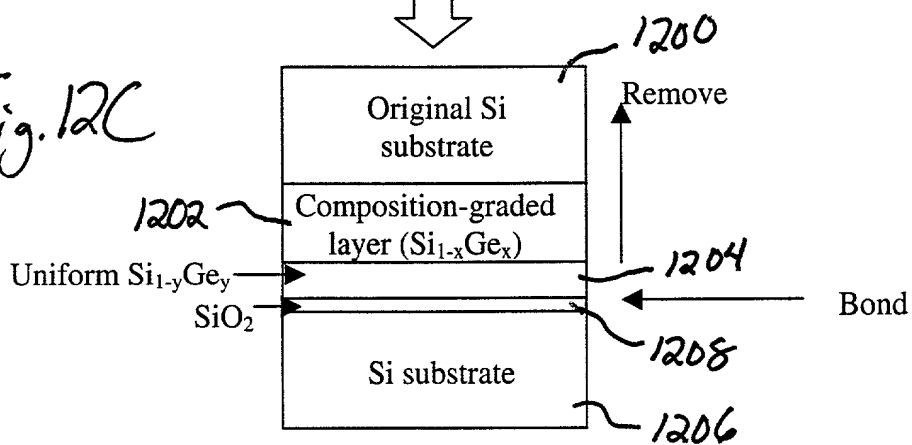 1200
Original Si
substrate
Remove
Fig. 12C
1202
Composition-graded
layer (Si₁₋ₓGeₓ)
1204
Uniform Si₁₋yGey
Bond
SiO₂
1208
Si substrate
1206